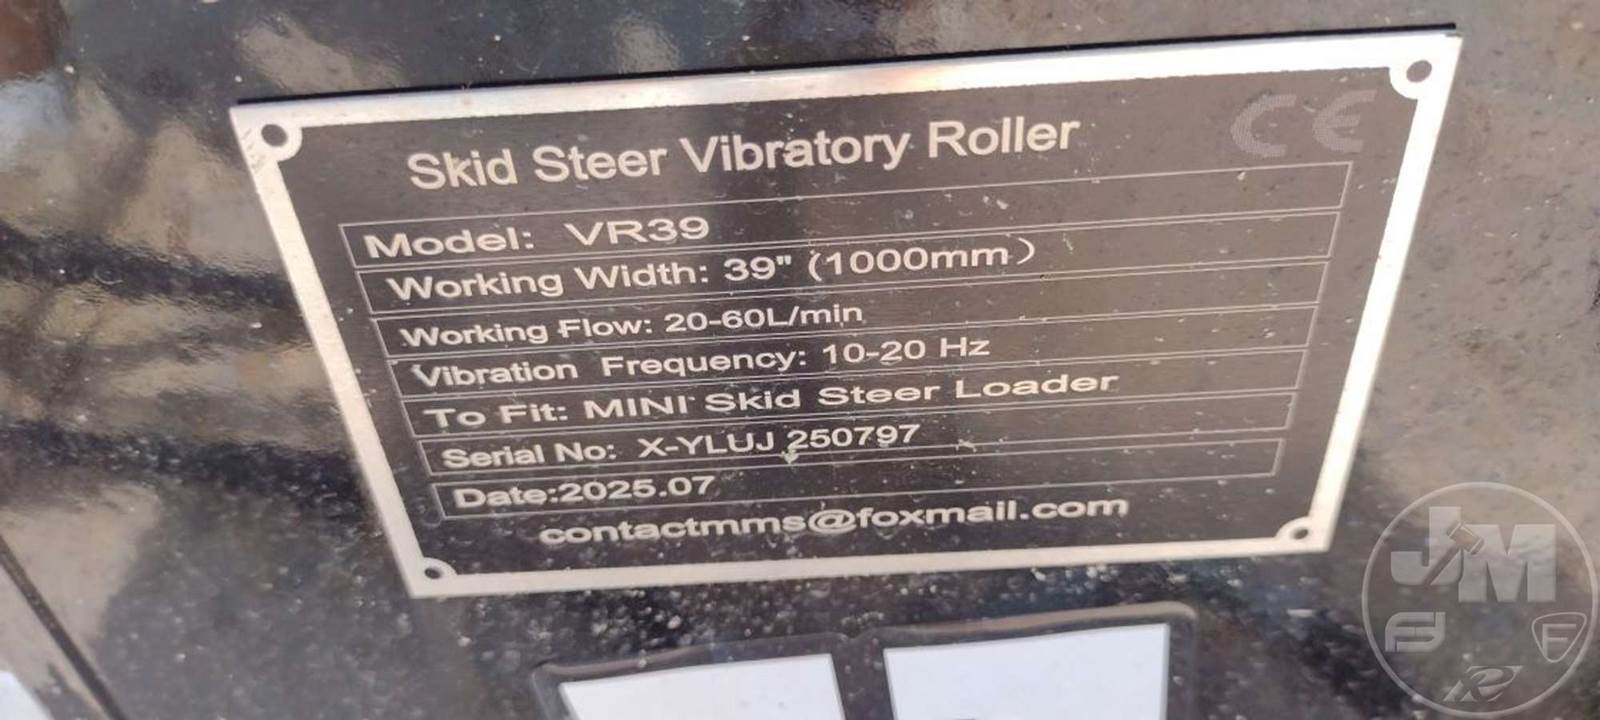 Skid Steer Vibratory Roller
CE
Model: VR39
Working Width: 39" (1000mm)
Working Flow: 20-60L/min
Vibration Frequency: 10-20 Hz
To Fit: MINI Skid Steer Loader
Serial No: X-YLUJ 250797
Date:2025.07
contactmms@foxmail.com
JM